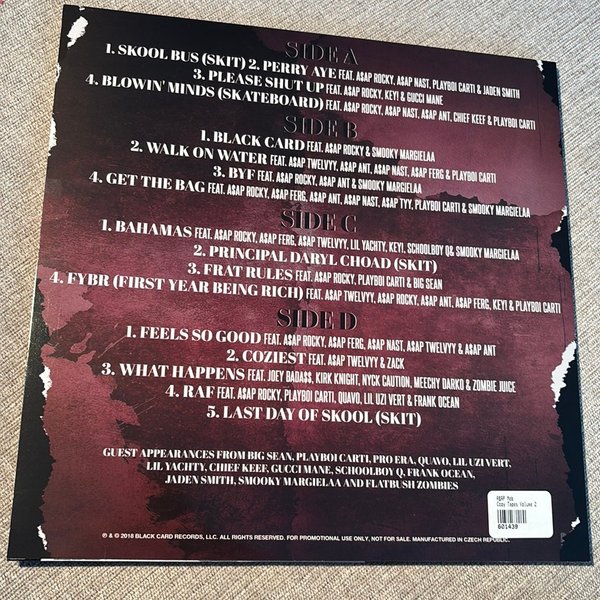 SIDE A
1. SKOOL BUS (SKIT) 2. PERRY AYE FEAT. A$AP ROCKY, A$AP NAST, PLAYBOI CARTI & JADEN SMITH
3. PLEASE SHUT UP FEAT. A$AP ROCKY, KEY! & GUCCI MANE
4. BLOWIN' MINDS (SKATEBOARD) FEAT. A$AP ROCKY, A$AP NAST, A$AP ANT, CHIEF KEEF & PLAYBOI CARTI
SIDE B
1. BLACK CARD FEAT. A$AP ROCKY & SMOOKY MARGIELAA
2. WALK ON WATER FEAT. A$AP TWELVYY, A$AP ANT, A$AP NAST, A$AP FERG & PLAYBOI CARTI
3. BYF FEAT. A$AP ROCKY, A$AP ANT & SMOOKY MARGIELAA
4. GET THE BAG FEAT. A$AP ROCKY, A$AP FERG, A$AP ANT, A$AP NAST, A$AP TYY, PLAYBOI CARTI & SMOOKY MARGIELAA
SIDE C
1. BAHAMAS FEAT. A$AP ROCKY, A$AP FERG, A$AP TWELVYY, LIL YACHTY, KEY!, SCHOOLBOY Q& SMOOKY MARGIELAA
2. PRINCIPAL DARYL CHOAD (SKIT)
3. FRAT RULES FEAT. A$AP ROCKY, PLAYBOI CARTI & BIG SEAN
4. FYBR (FIRST YEAR BEING RICH) FEAT. A$AP TWELVYY, A$AP ROCKY, A$AP ANT, A$AP FERG, KEY! & PLAYBOI CARTI
SIDE D
1. FEELS SO GOOD FEAT. A$AP ROCKY, A$AP FERG, A$AP NAST, A$AP TWELVYY & A$AP ANT
2. COZIEST FEAT. A$AP TWELVYY & ZACK
3. WHAT HAPPENS FEAT. JOEY BADA$$, KIRK KNIGHT, NYCK CAUTION, MEECHY DARKO & ZOMBIE JUICE
4. RAF FEAT. A$AP ROCKY, PLAYBOI CARTI, QUAVO, LIL UZI VERT & FRANK OCEAN
5. LAST DAY OF SKOOL (SKIT)
GUEST APPEARANCES FROM BIG SEAN, PLAYBOI CARTI, PRO ERA, QUAVO, LIL UZI VERT,
LIL YACHTY, CHIEF KEEF, GUCCI MANE, SCHOOLBOY Q, FRANK OCEAN,
JADEN SMITH, SMOOKY MARGIELAA AND FLATBUSH ZOMBIES
A$AP Mob
Cozy Tapes Volume 2
601439
℗ & © 2018 BLACK CARD RECORDS, LLC. ALL RIGHTS RESERVED. FOR PROMOTIONAL USE ONLY, NOT FOR SALE. MANUFACTURED IN CZECH REPUBLIC.